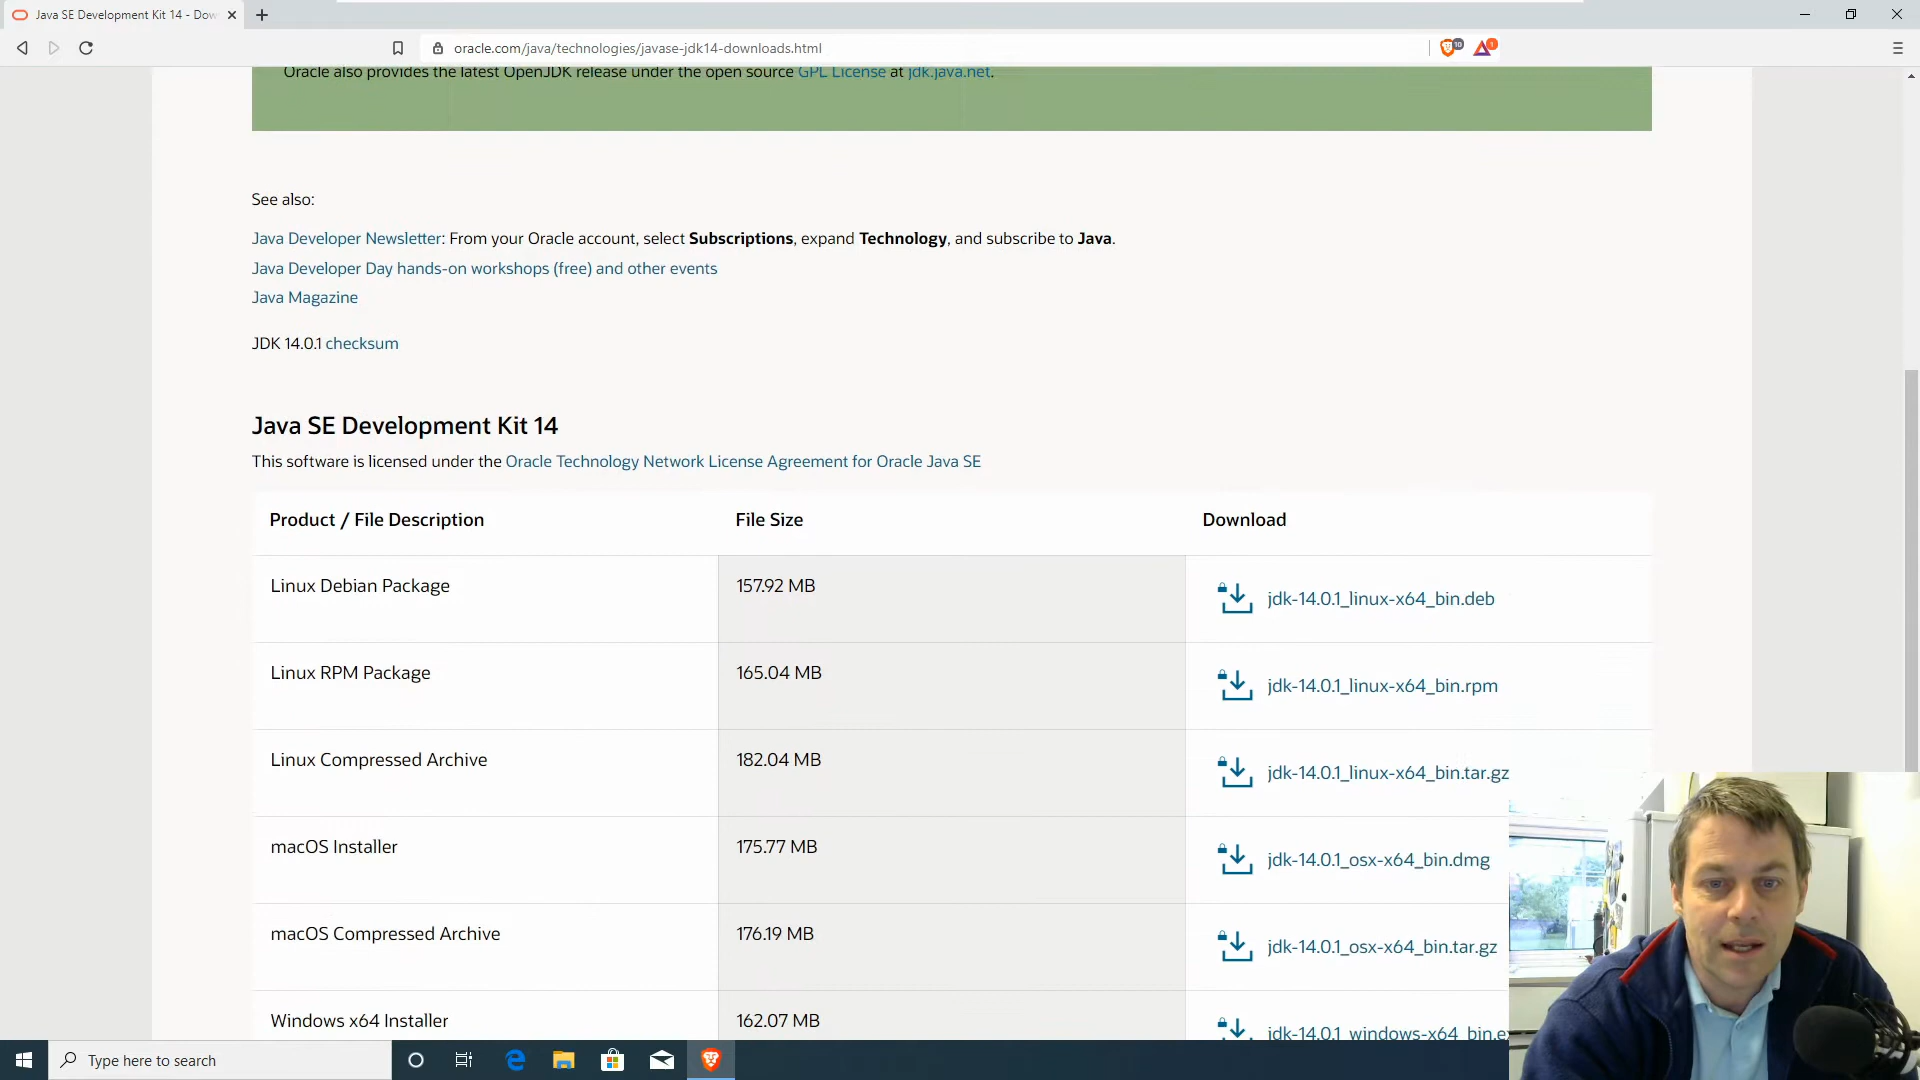 Java SE Development Kit 14 - Dow
oracle.com/java/technologies/javase-jdk14-downloads.html
10
1
Oracle also provides the latest OpenJDK release under the open source GPL License at jdk.java.net.
See also:
Java Developer Newsletter: From your Oracle account, select Subscriptions, expand Technology, and subscribe to Java.
Java Developer Day hands-on workshops (free) and other events
Java Magazine
JDK 14.0.1 checksum
Java SE Development Kit 14
This software is licensed under the Oracle Technology Network License Agreement for Oracle Java SE
Product / File Description File Size Download
Linux Debian Package 157.92 MB jdk-14.0.1_linux-x64_bin.deb
Linux RPM Package 165.04 MB jdk-14.0.1_linux-x64_bin.rpm
Linux Compressed Archive 182.04 MB jdk-14.0.1_linux-x64_bin.tar.gz
macOS Installer 175.77 MB jdk-14.0.1_osx-x64_bin.dmg
macOS Compressed Archive 176.19 MB jdk-14.0.1_osx-x64_bin.tar.gz
Windows x64 Installer 162.07 MB jdk-14.0.1_windows-x64_bin.e
Type here to search